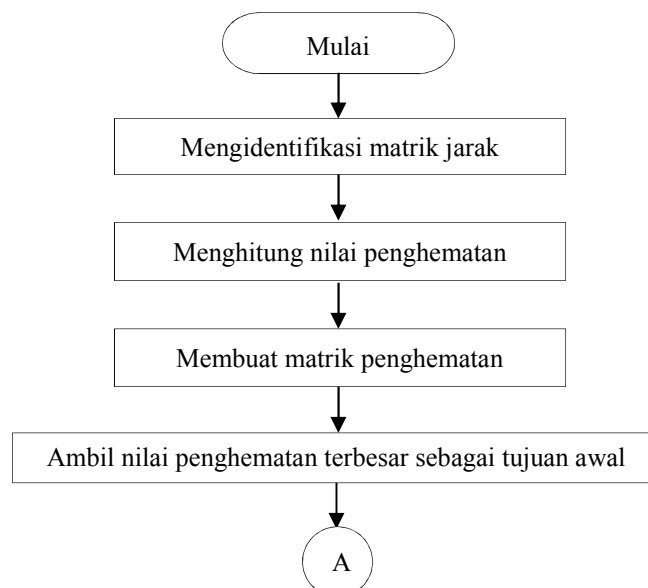 Mulai
Mengidentifikasi matrik jarak
Menghitung nilai penghematan
Membuat matrik penghematan
Ambil nilai penghematan terbesar sebagai tujuan awal
A